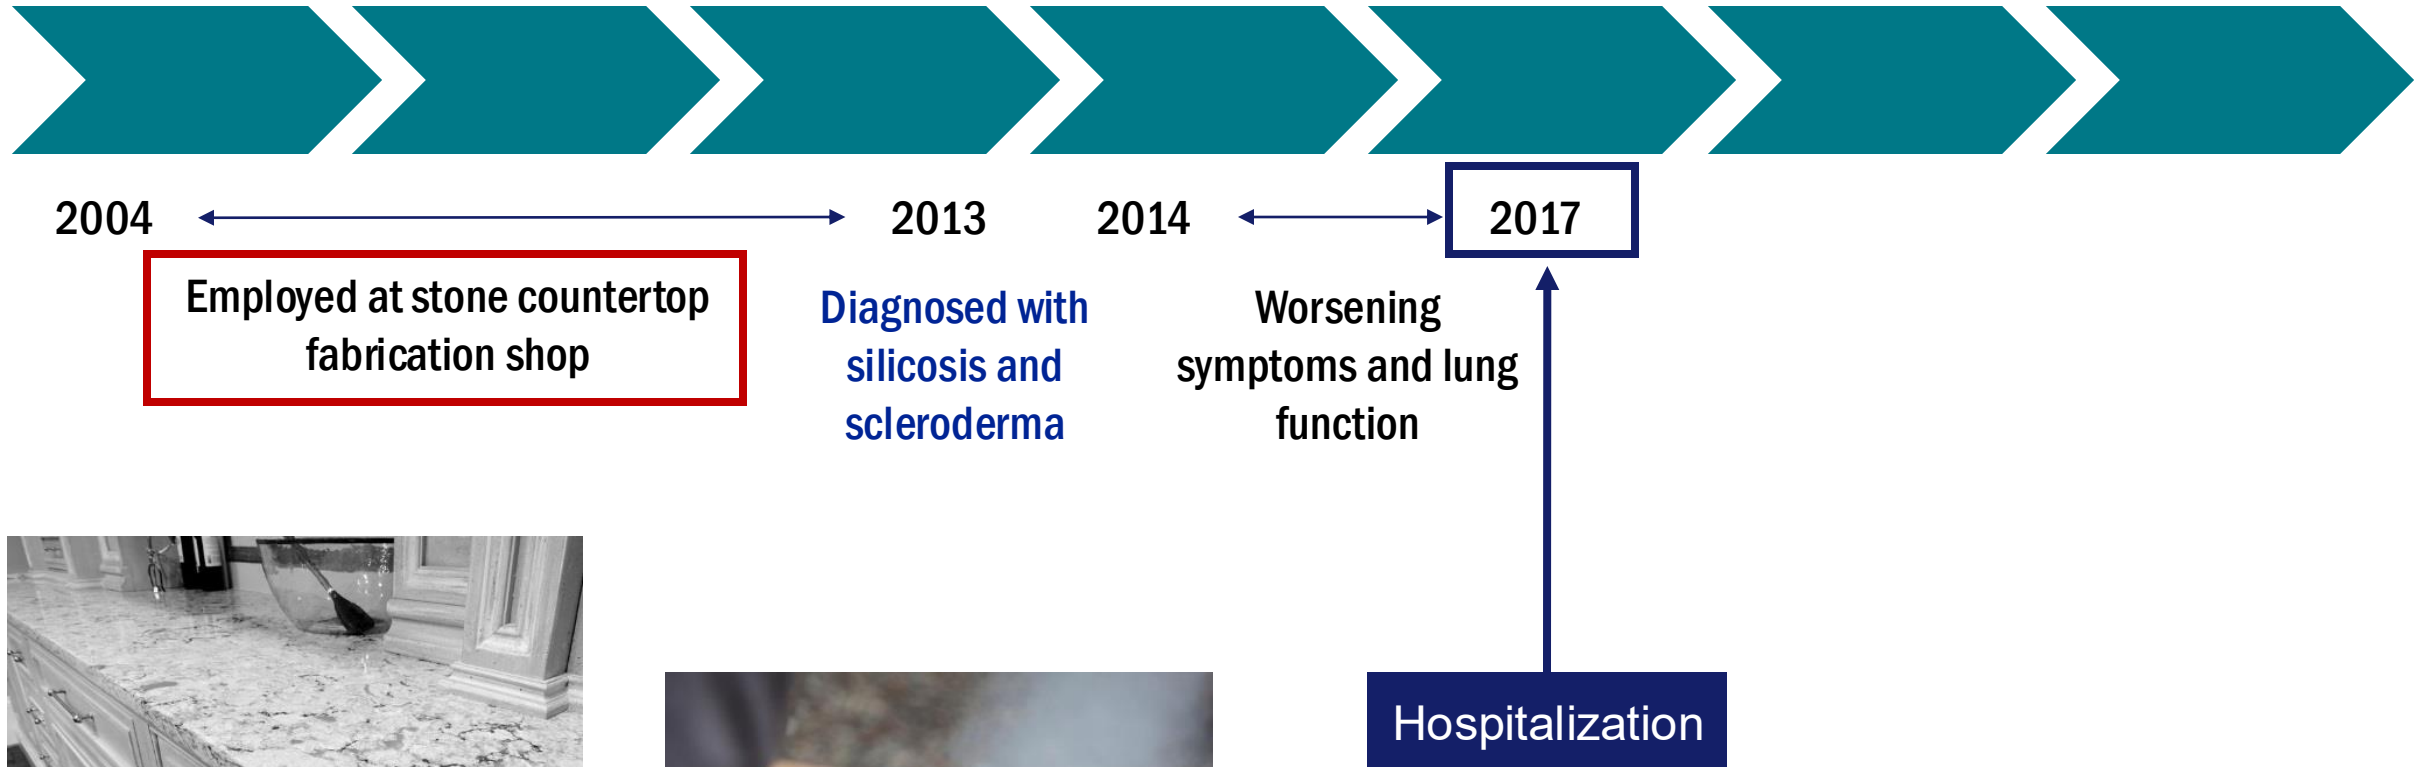 2004
2013
2014
2017
Employed at stone countertop
fabrication shop
Diagnosed with
silicosis and
scleroderma
Worsening
symptoms and lung
function
Hospitalization